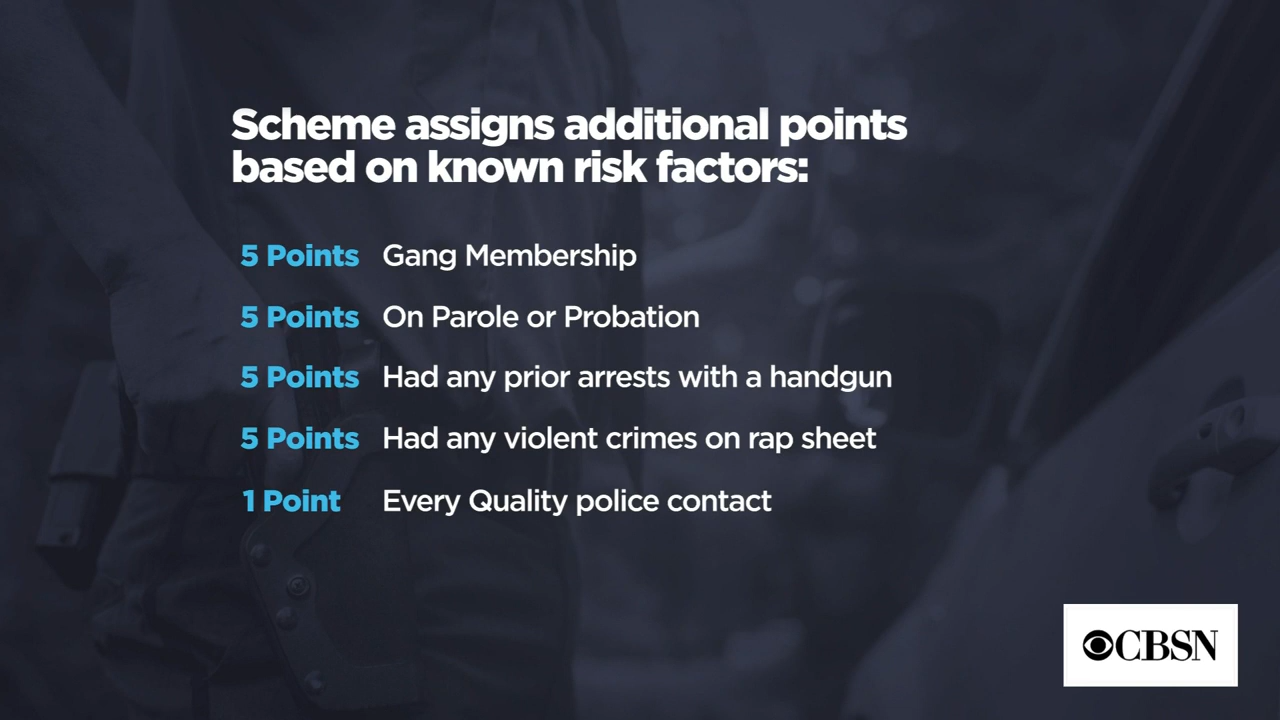 Scheme assigns additional points
based on known risk factors:
5 Points Gang Membership
5 Points On Parole or Probation
5 Points Had any prior arrests with a handgun
5 Points Had any violent crimes on rap sheet
1 Point Every Quality police contact
CBSN